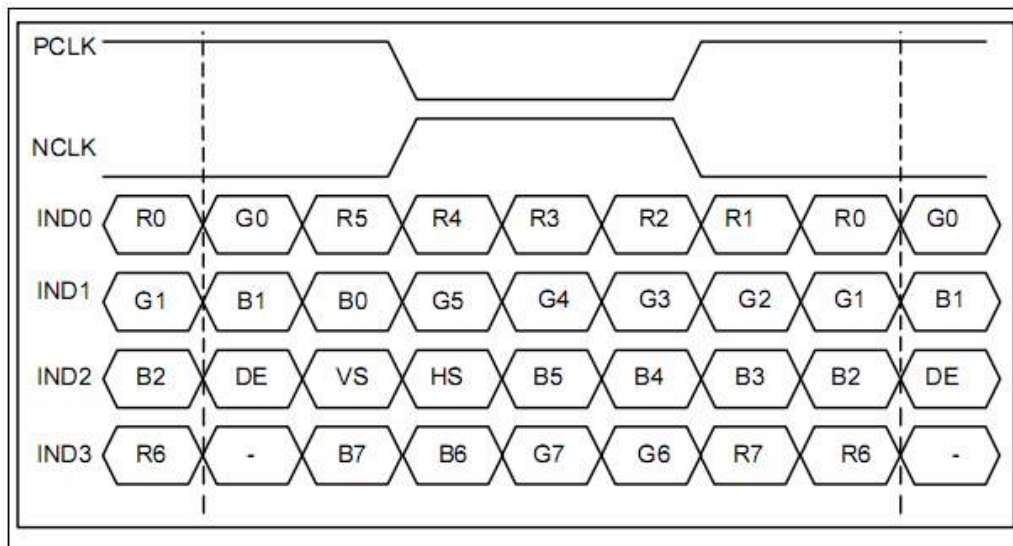 PCLK
NCLK
IND0 R0 G0 R5 R4 R3 R2 R1 R0 G0
IND1 G1 B1 B0 G5 G4 G3 G2 G1 B1
IND2 B2 DE VS HS B5 B4 B3 B2 DE
IND3 R6 - B7 B6 G7 G6 R7 R6 -